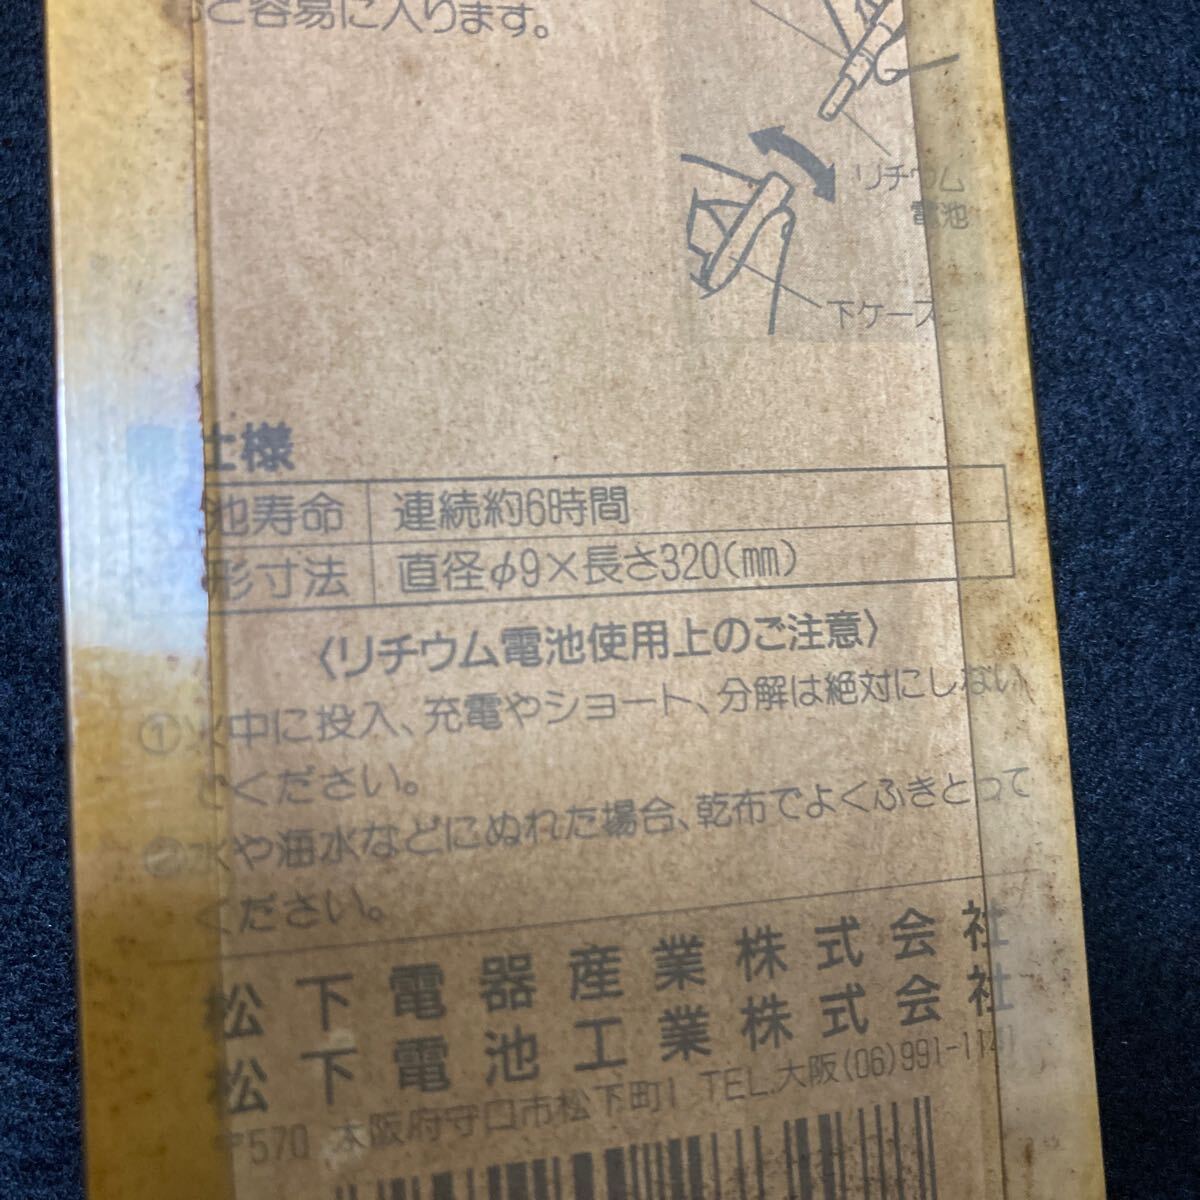 と容易に入ります。
リチウム
電池
下ケース
仕様
池寿命 連続約6時間
形寸法 直径φ9×長さ320(mm)
〈リチウム電池使用上のご注意〉
①火中に投入、充電やショート、分解は絶対にしない
でください。
②水や海水などにぬれた場合、乾布でよくふきとって
ください。
松下電器産業株式会社
松下電池工業株式会社
〒570 大阪府守口市松下町1 TEL.大阪(06)991-1141